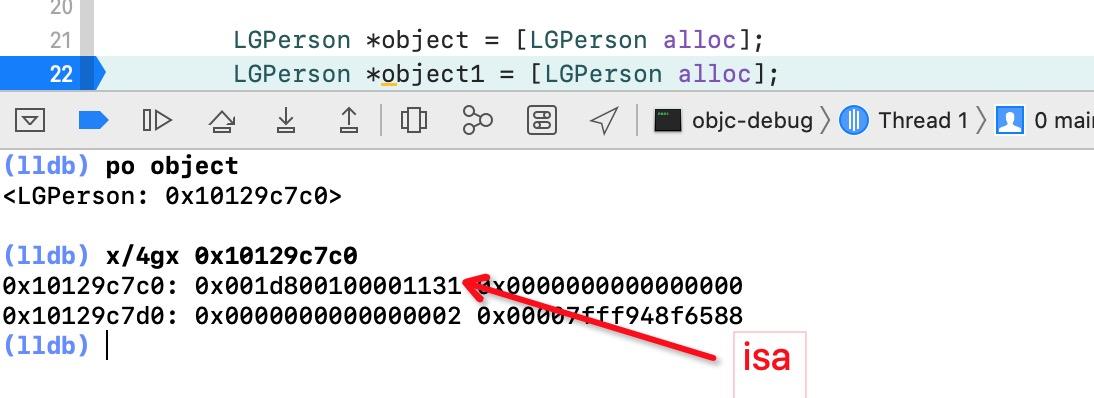 20
21 LGPerson *object = [LGPerson alloc];
22 LGPerson *object1 = [LGPerson alloc];
objc-debug Thread 1 0 mai
(lldb) po object
<LGPerson: 0x10129c7c0>
(lldb) x/4gx 0x10129c7c0
0x10129c7c0: 0x001d800100001131 0x0000000000000000
0x10129c7d0: 0x0000000000000002 0x00007fff948f6588
(lldb)
isa